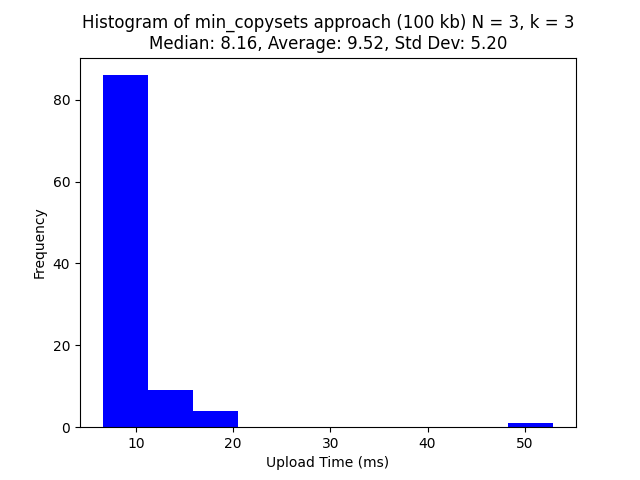 Histogram of min_copysets approach (100 kb) N = 3, k = 3
Median: 8.16, Average: 9.52, Std Dev: 5.20
80
60
40
20
0
Frequency
10 20 30 40 50
Upload Time (ms)